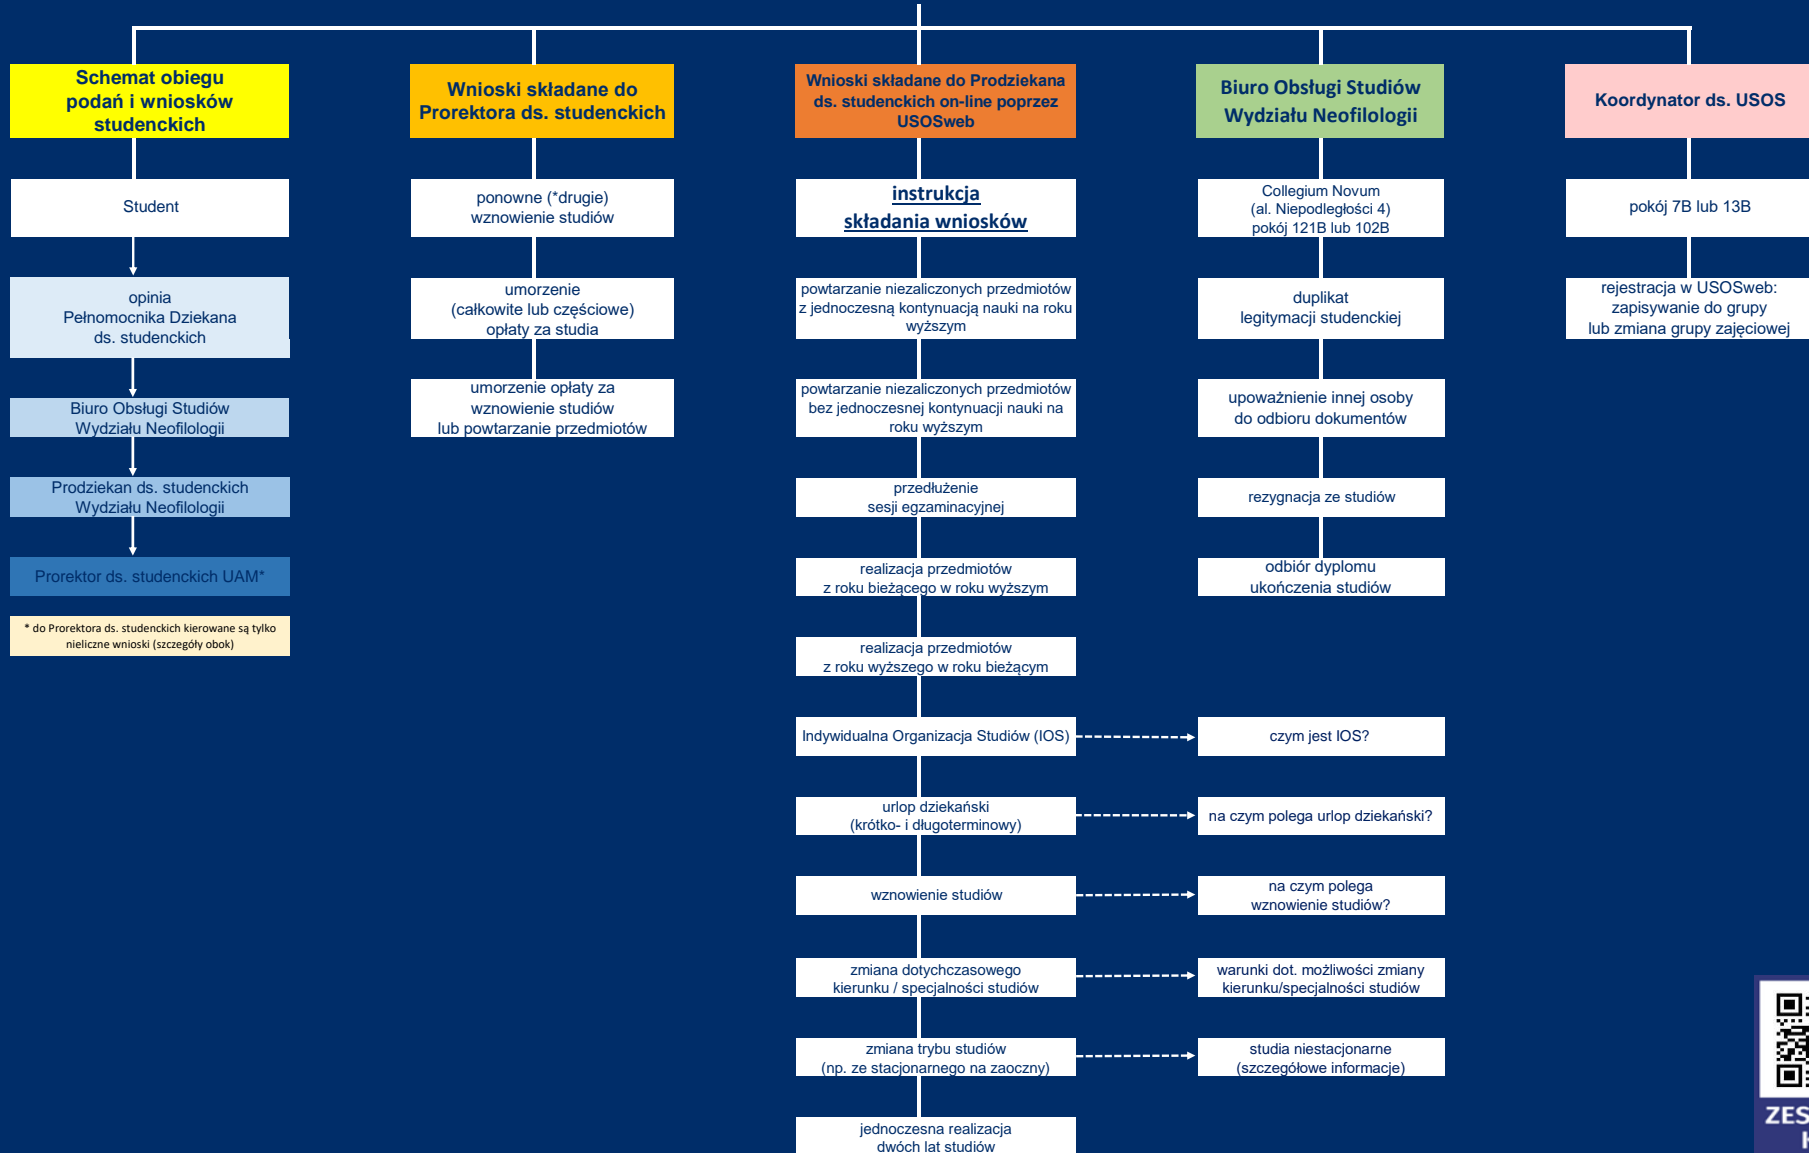 Schemat obiegu
podań i wniosków
studenckich
Student
opinia
Pełnomocnika Dziekana
ds. studenckich
Biuro Obsługi Studiów
Wydziału Neofilologii
Prodziekan ds. studenckich
Wydziału Neofilologii
Prorektor ds. studenckich UAM*
* do Prorektora ds. studenckich kierowane są tylko
nieliczne wnioski (szczegóły obok)
Wnioski składane do
Prorektora ds. studenckich
ponowne (*drugie)
wznowienie studiów
umorzenie
(całkowite lub częściowe)
opłaty za studia
umorzenie opłaty za
wznowienie studiów
lub powtarzanie przedmiotów
Wnioski składane do Prodziekana
ds. studenckich on-line poprzez
USOSweb
instrukcja
składania wniosków
powtarzanie niezaliczonych przedmiotów
z jednoczesną kontynuacją nauki na roku
wyższym
powtarzanie niezaliczonych przedmiotów
bez jednoczesnej kontynuacji nauki na
roku wyższym
przedłużenie
sesji egzaminacyjnej
realizacja przedmiotów
z roku bieżącego w roku wyższym
realizacja przedmiotów
z roku wyższego w roku bieżącym
Indywidualna Organizacja Studiów (IOS)
urlop dziekański
(krótko- i długoterminowy)
wznowienie studiów
zmiana dotychczasowego
kierunku / specjalności studiów
zmiana trybu studiów
(np. ze stacjonarnego na zaoczny)
jednoczesna realizacja
dwóch lat studiów
Biuro Obsługi Studiów
Wydziału Neofilologii
Collegium Novum
(al. Niepodległości 4)
pokój 121B lub 102B
duplikat
legitymacji studenckiej
upoważnienie innej osoby
do odbioru dokumentów
rezygnacja ze studiów
odbiór dyplomu
ukończenia studiów
czym jest IOS?
na czym polega urlop dziekański?
na czym polega
wznowienie studiów?
warunki dot. możliwości zmiany
kierunku/specjalności studiów
studia niestacjonarne
(szczegółowe informacje)
Koordynator ds. USOS
pokój 7B lub 13B
rejestracja w USOSweb:
zapisywanie do grupy
lub zmiana grupy zajęciowej
ZES